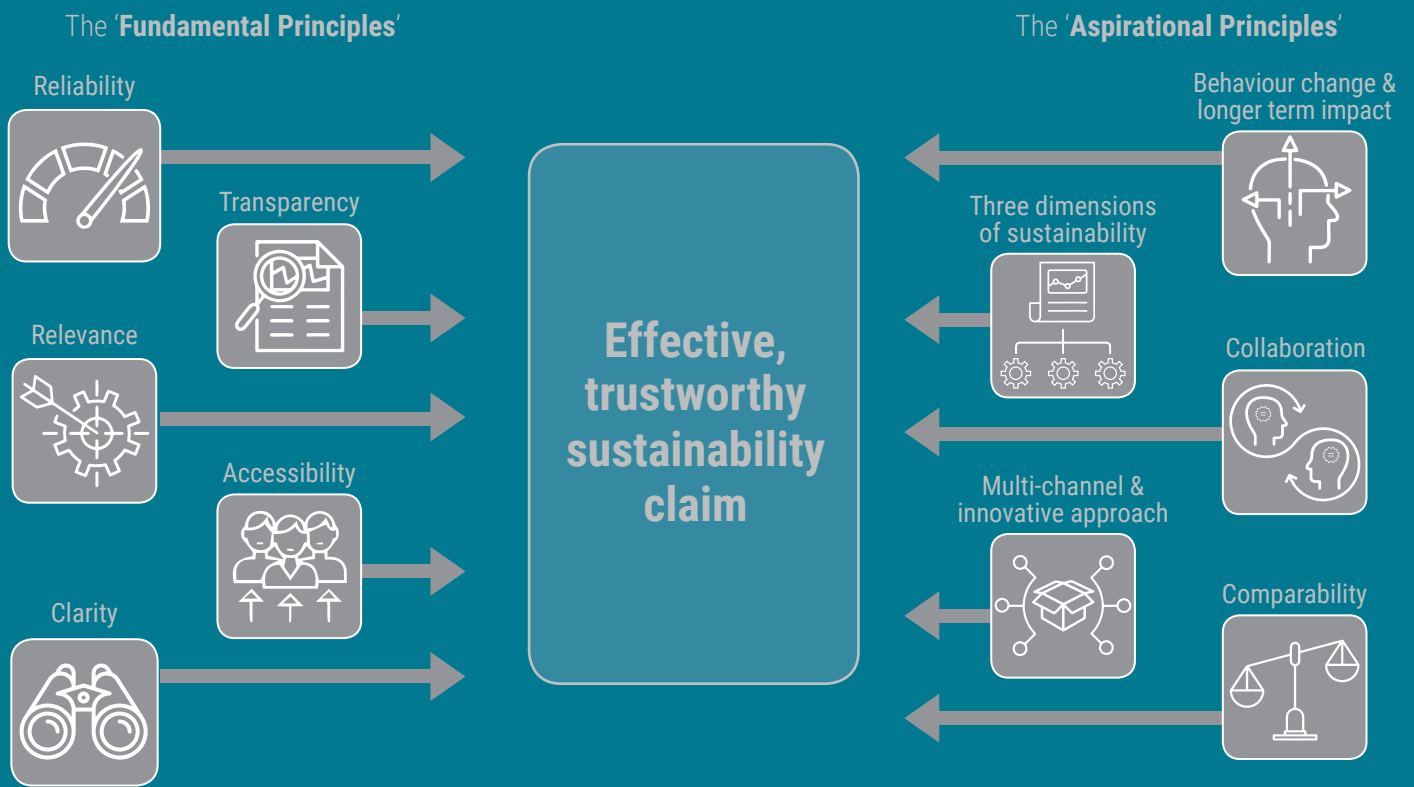 The ‘Fundamental Principles’
Reliability
Transparency
Relevance
Accessibility
Clarity
Effective,
trustworthy
sustainability
claim
The ‘Aspirational Principles’
Behaviour change &
longer term impact
Three dimensions
of sustainability
Collaboration
Multi-channel &
innovative approach
Comparability